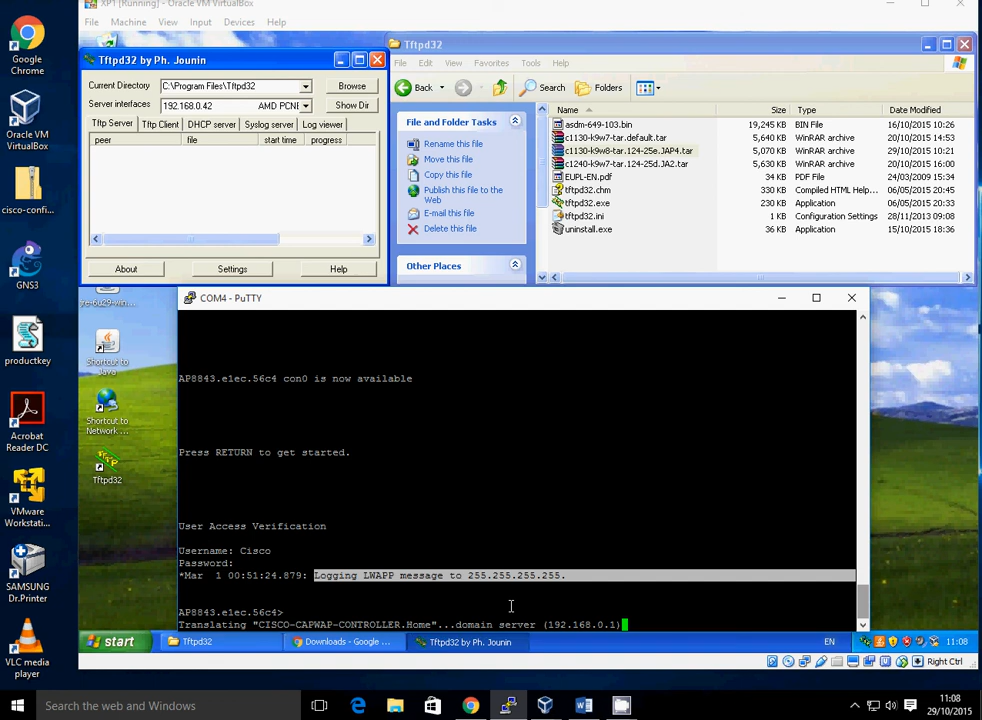 XP1 [Running] - Oracle VM VirtualBox
File Machine View Input Devices Help
Google Chrome
Oracle VM VirtualBox
cisco-confi...
GNS3
productkey
Acrobat Reader DC
VMware Workstati...
SAMSUNG Dr.Printer
VLC media player
Tftpd32 by Ph. Jounin
Current Directory C:\Program Files\Tftpd32 Browse
Server interfaces 192.168.0.42 AMD PCNE Show Dir
Tftp Server Tftp Client DHCP server Syslog server Log viewer
peer file start time progress
About Settings Help
Tftpd32
File Edit View Favorites Tools Help
Back Search Folders
File and Folder Tasks
Rename this file
Move this file
Copy this file
Publish this file to the Web
E-mail this file
Delete this file
Other Places
Name Size Type Date Modified
asdm-649-103.bin 19,245 KB BIN File 16/10/2015 10:26
c1130-k9w7-tar.default.tar 5,640 KB WinRAR archive 20/10/2015 14:53
c1130-k9w8-tar.124-25e.JAP4.tar 5,070 KB WinRAR archive 29/10/2015 10:21
c1240-k9w7-tar.124-25d.JA2.tar 5,630 KB WinRAR archive 20/10/2015 16:00
EUPL-EN.pdf 34 KB PDF File 24/03/2009 15:34
tftpd32.chm 330 KB Compiled HTML Help... 06/05/2015 20:45
tftpd32.exe 230 KB Application 06/05/2015 20:33
tftpd32.ini 1 KB Configuration Settings 28/11/2013 09:08
uninstall.exe 36 KB Application 15/10/2015 18:36
Shortcut to Java
Shortcut to Network ...
Tftpd32
COM4 - PuTTY
AP8843.e1ec.56c4 con0 is now available
Press RETURN to get started.
User Access Verification
Username: Cisco
Password:
*Mar 1 00:51:24.879: Logging LWAPP message to 255.255.255.255.
AP8843.e1ec.56c4>
Translating "CISCO-CAPWAP-CONTROLLER.Home"...domain server (192.168.0.1)
start Tftpd32 Downloads - Google ... Tftpd32 by Ph. Jounin EN 11:08
Right Ctrl
Search the web and Windows
11:08
29/10/2015